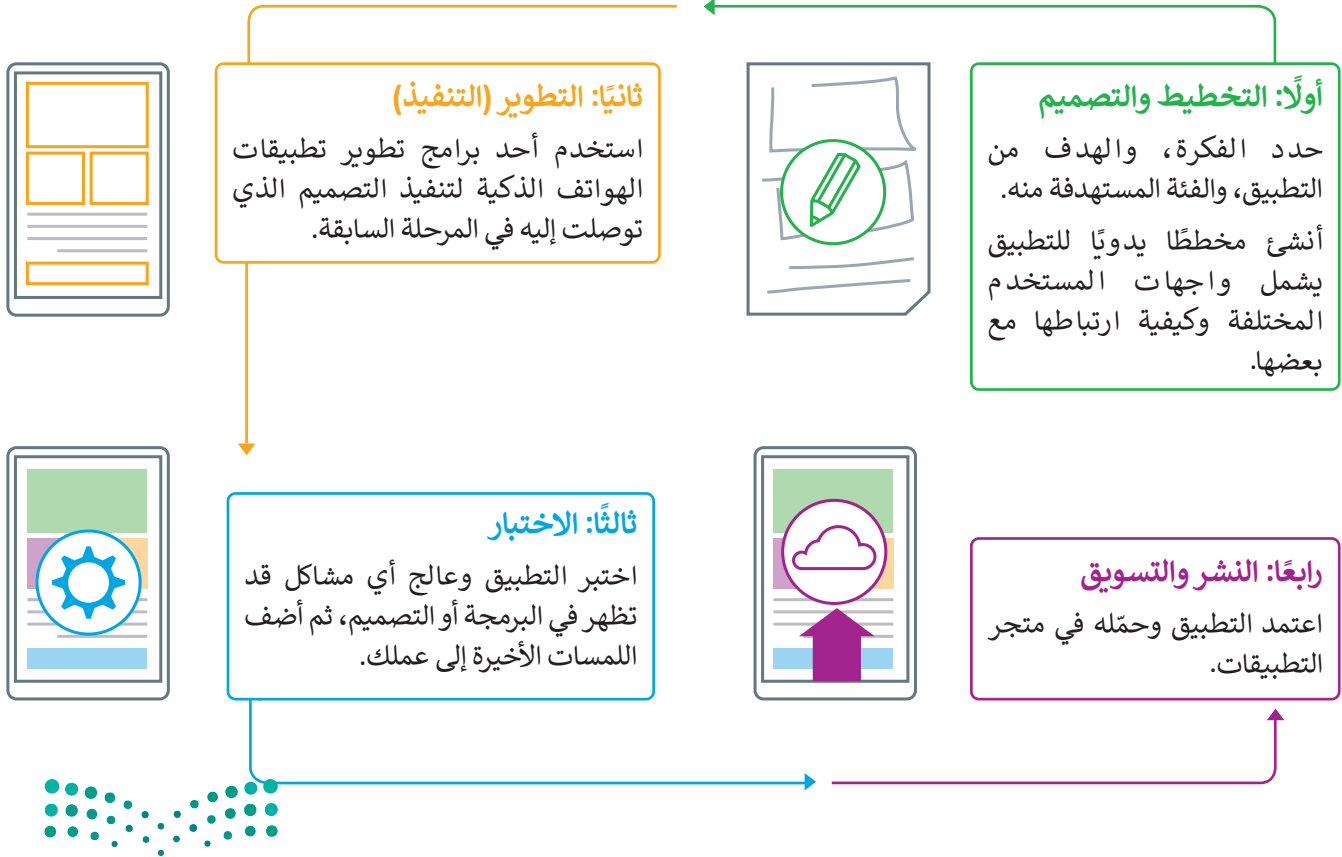 أولًا: التخطيط والتصميم
حدد الفكرة، والهدف من
التطبيق، والفئة المستهدفة منه.
أنشئ مخططًا يدويًا للتطبيق
يشمل واجهات المستخدم
المختلفة وكيفية ارتباطها مع
بعضها.
ثانيًا: التطوير (التنفيذ)
استخدم أحد برامج تطوير تطبيقات
الهواتف الذكية لتنفيذ التصميم الذي
توصلت إليه في المرحلة السابقة.
ثالثًا: الاختبار
اختبر التطبيق وعالج أي مشاكل قد
تظهر في البرمجة أو التصميم، ثم أضف
اللمسات الأخيرة إلى عملك.
رابعًا: النشر والتسويق
اعتمد التطبيق وحمّله في متجر
التطبيقات.